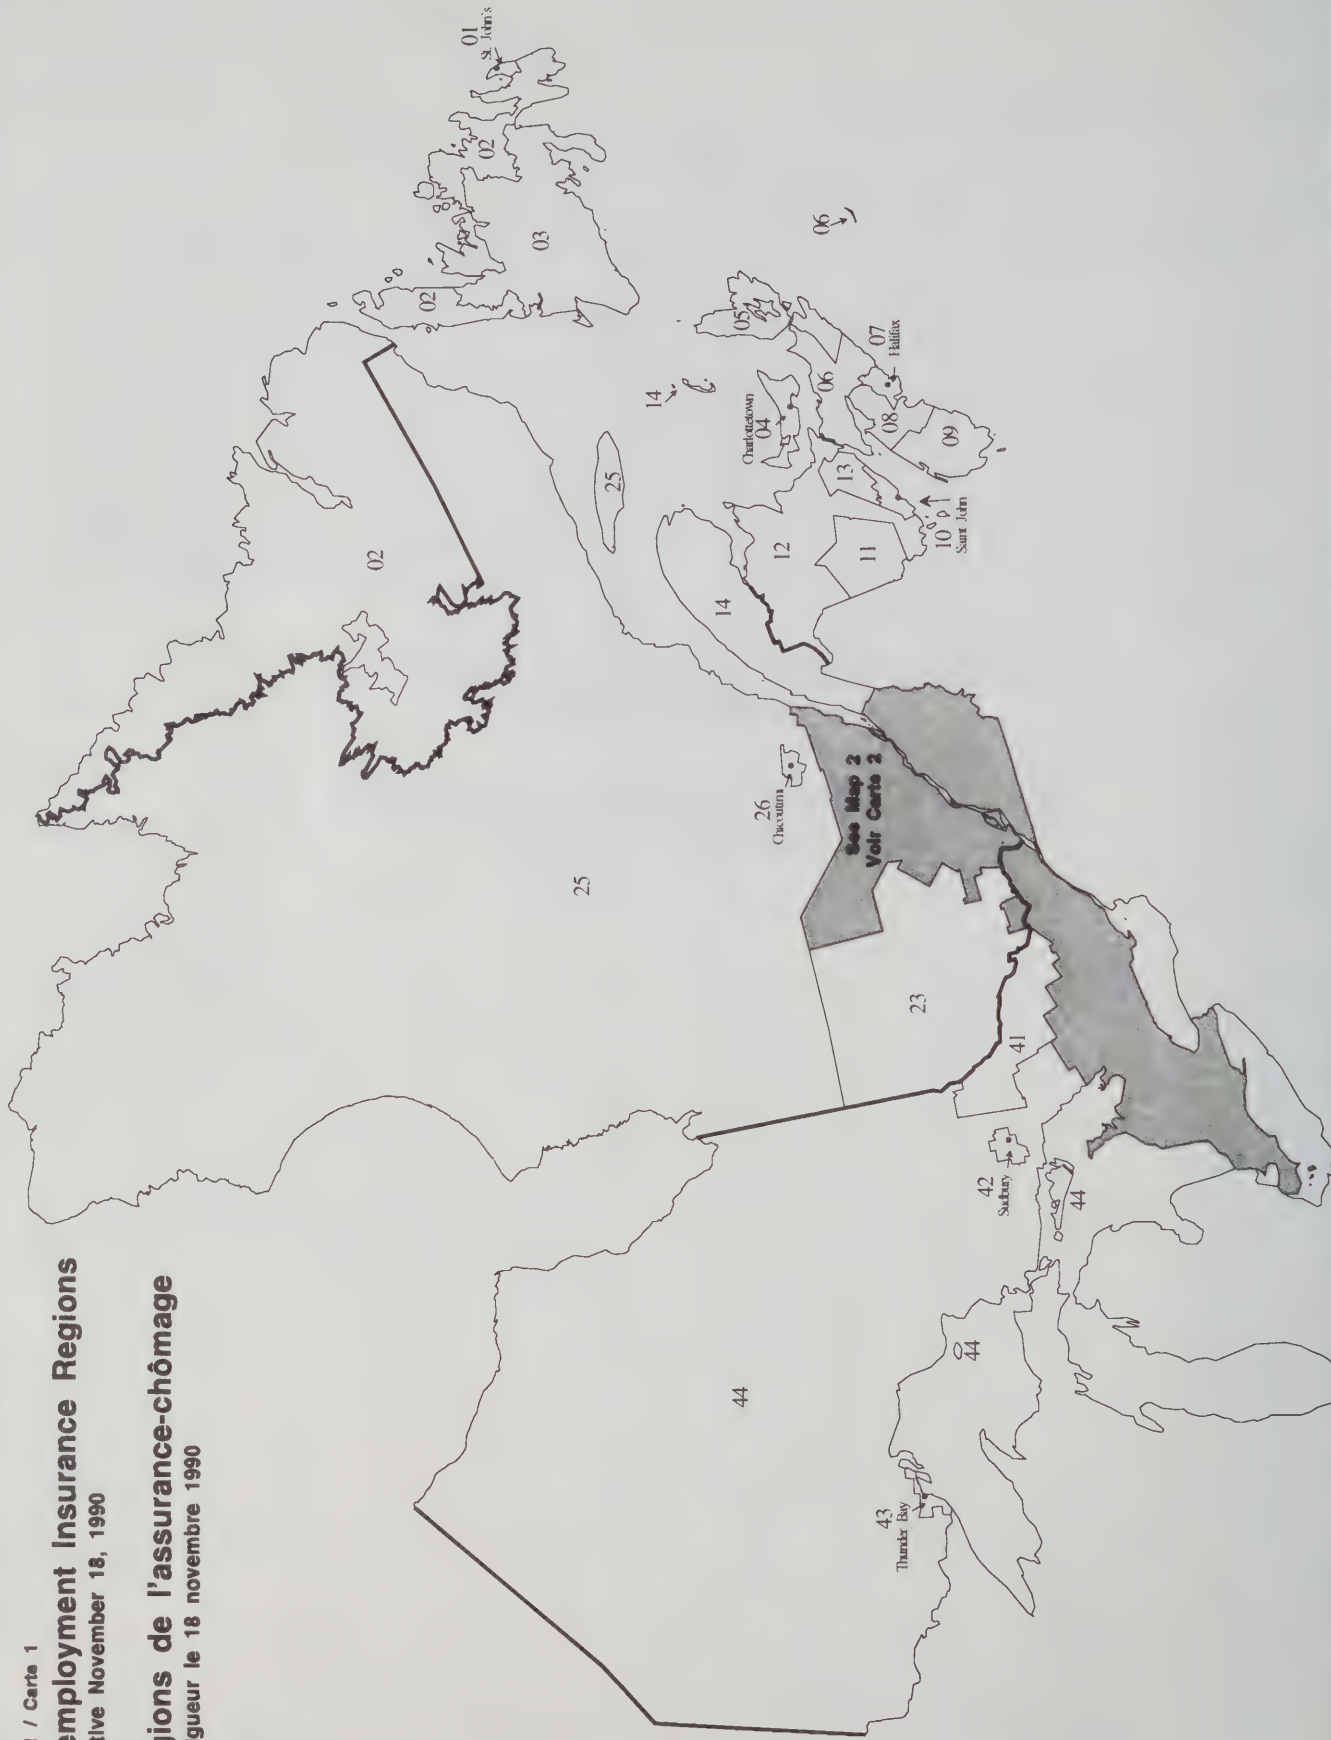 / Carte 1
employment Insurance Regions
tive November 18, 1990
gions de l'assurance-chômage
gueur le 18 novembre 1990
01
St. John's
02
02
03
02
06
05
14
Charlottetown
04
06
07
Halifax
08
09
13
10
Saint John
02
25
12
11
14
26
Chicoutimi
See Map 2
Voir Carte 2
25
23
41
42
Sudbury
44
44
44
43
Thunder Bay